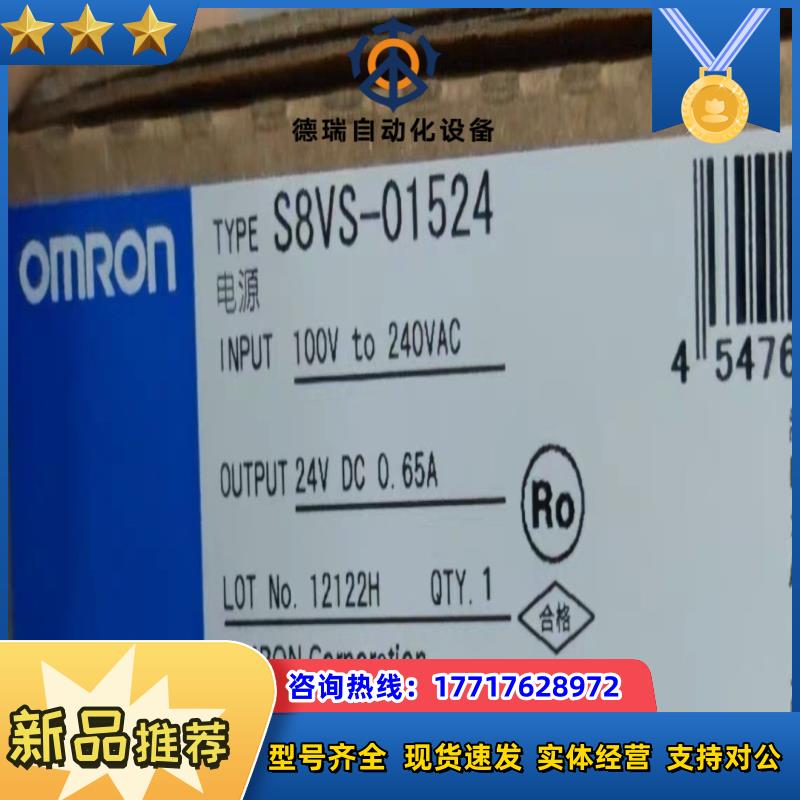 德瑞自动化设备
OMRON
TYPE S8VS-01524
电源
INPUT 100V to 240VAC
4 5476
OUTPUT 24V DC 0.65A
Ro
LOT No. 12122H QTY. 1
合格
Corporation
咨询热线：17717628972
新品推荐
型号齐全 现货速发 实体经营 支持对公